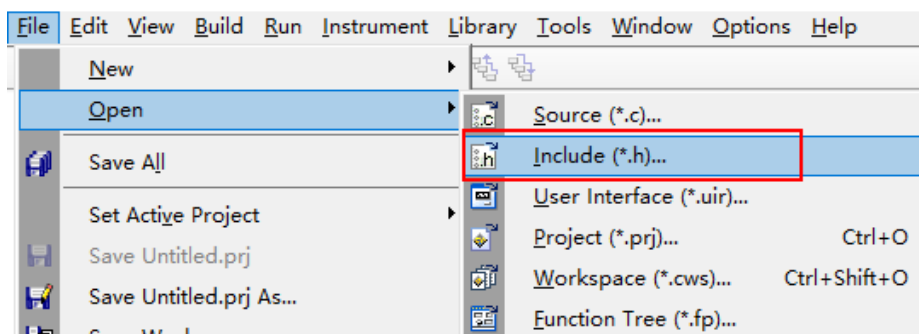 File Edit View Build Run Instrument Library Tools Window Options Help
New
Open
Save All
Set Active Project
Save Untitled.prj
Save Untitled.prj As...
.c Source (*.c)...
.h Include (*.h)...
User Interface (*.uir)...
Project (*.prj)... Ctrl+O
Workspace (*.cws)... Ctrl+Shift+O
Function Tree (*.fp)...